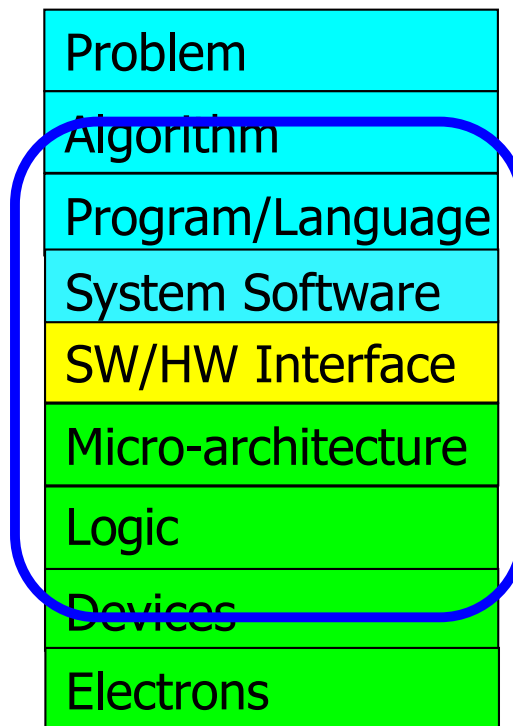 Problem
Algorithm
Program/Language
System Software
SW/HW Interface
Micro-architecture
Logic
Devices
Electrons